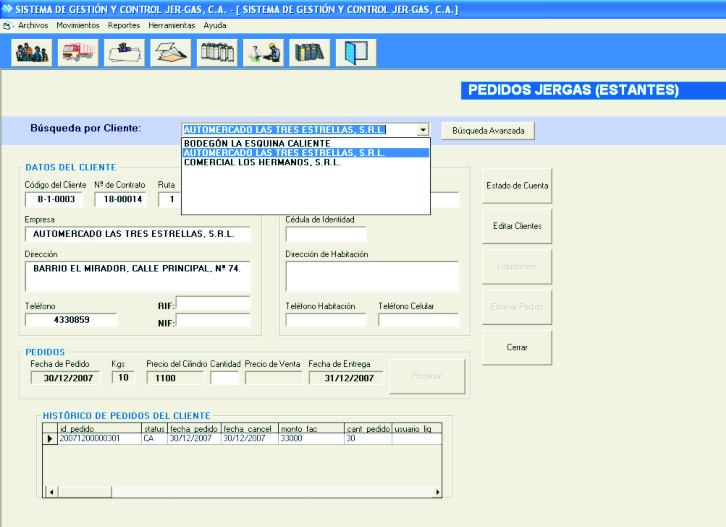 SISTEMA DE GESTIÓN Y CONTROL JER-GAS, C.A. - [ SISTEMA DE GESTIÓN Y CONTROL JER-GAS, C.A.]
Archivos Movimientos Reportes Herramientas Ayuda
PEDIDOS JERGAS (ESTANTES)
Búsqueda por Cliente: AUTOMERCADO LAS TRES ESTRELLAS, S.R.L. Búsqueda Avanzada
BODEGÓN LA ESQUINA CALIENTE
AUTOMERCADO LAS TRES ESTRELLAS, S.R.L.
COMERCIAL LOS HERMANOS, S.R.L.
DATOS DEL CLIENTE
Código del Cliente Nº de Contrato Ruta
B-1-0003 18-00014 1
Estado de Cuenta
Empresa Cédula de Identidad
AUTOMERCADO LAS TRES ESTRELLAS, S.R.L.
Editar Clientes
Dirección Dirección de Habitación
BARRIO EL MIRADOR, CALLE PRINCIPAL, Nº 74.
Liquidación
Teléfono RIF: Teléfono Habitación Teléfono Celular
Eliminar Pedido
4330859 NIF:
Cerrar
PEDIDOS
Fecha de Pedido Kgs Precio del Cilindro Cantidad Precio de Venta Fecha de Entrega
30/12/2007 10 1100 31/12/2007 Procesar
HISTÓRICO DE PEDIDOS DEL CLIENTE
id_pedido status fecha_pedido fecha_cancel monto_fac cant_pedido usuario_liq
20071200000301 CA 30/12/2007 30/12/2007 33000 30